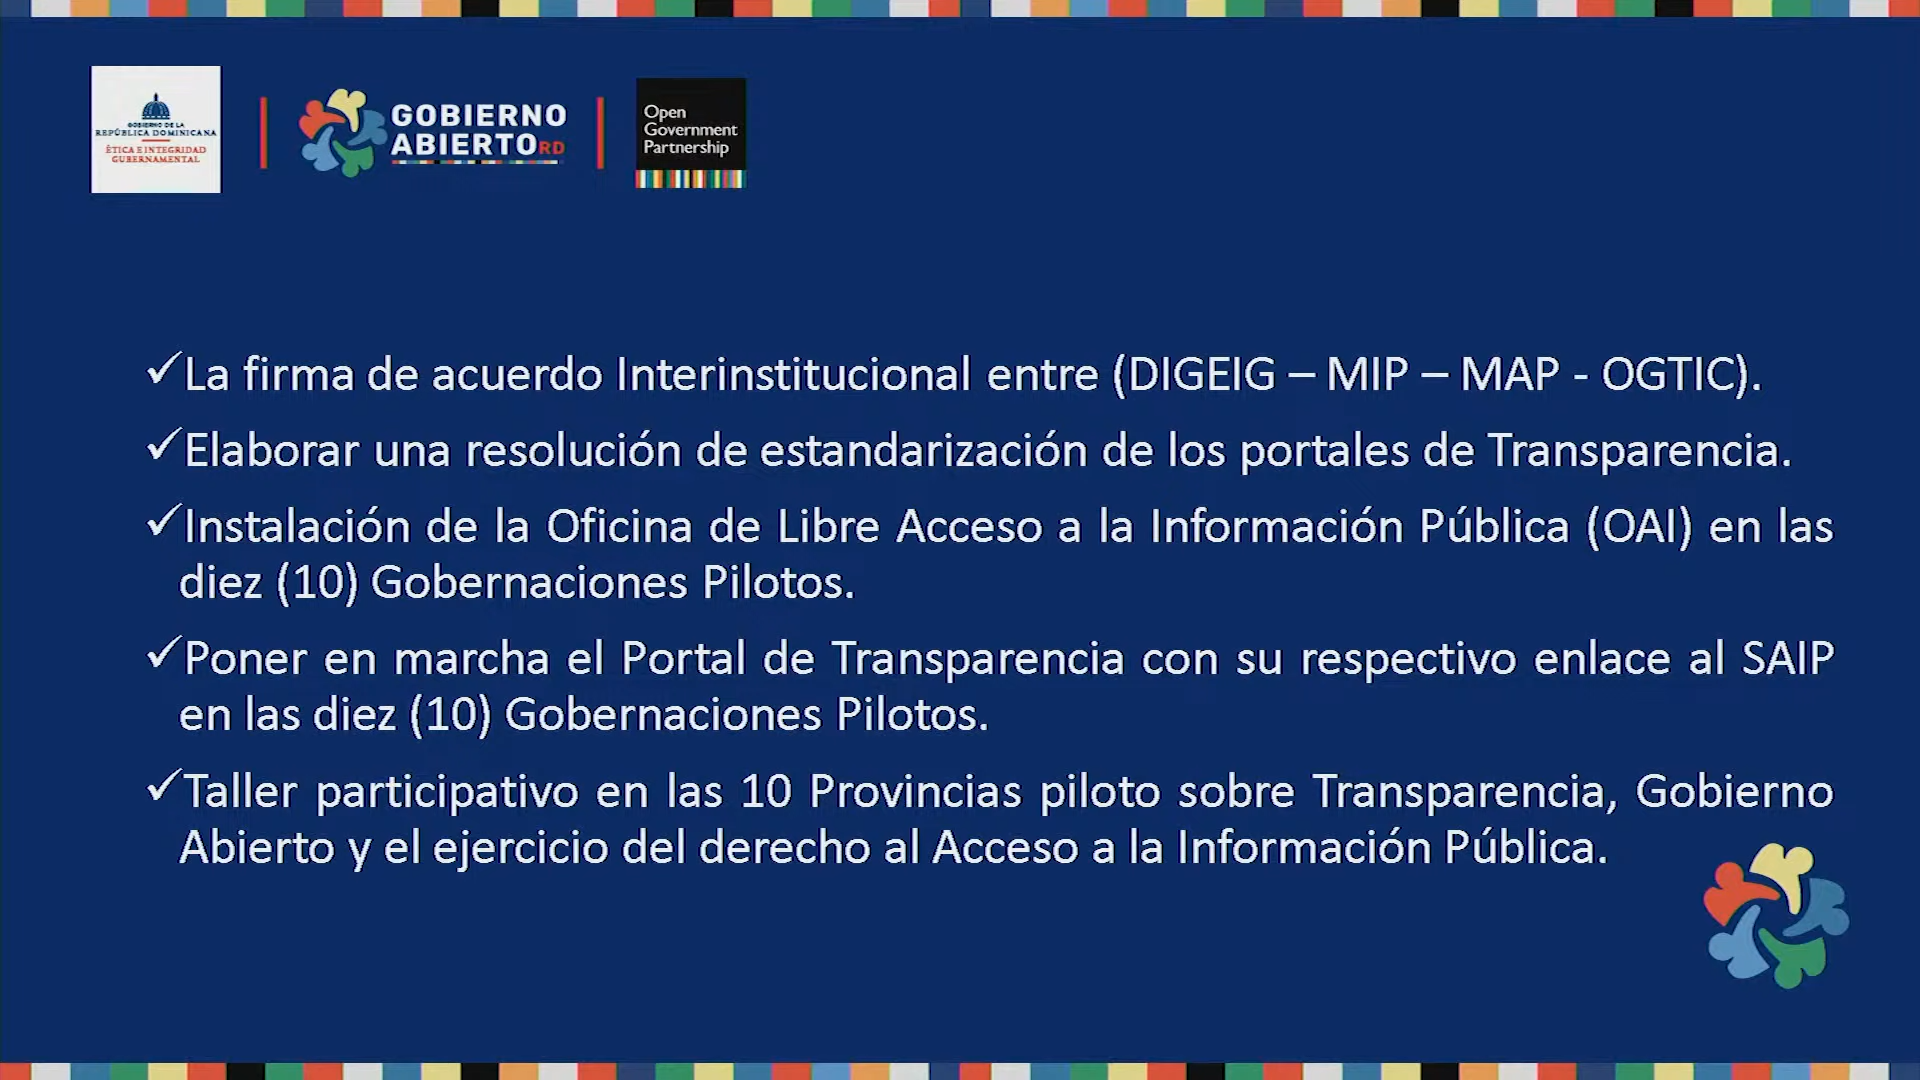 GOBIERNO DE LA
REPÚBLICA DOMINICANA
ÉTICA E INTEGRIDAD
GUBERNAMENTAL
GOBIERNO
ABIERTORD
Open
Government
Partnership
✓La firma de acuerdo Interinstitucional entre (DIGEIG – MIP – MAP - OGTIC).
✓Elaborar una resolución de estandarización de los portales de Transparencia.
✓Instalación de la Oficina de Libre Acceso a la Información Pública (OAI) en las
diez (10) Gobernaciones Pilotos.
✓Poner en marcha el Portal de Transparencia con su respectivo enlace al SAIP
en las diez (10) Gobernaciones Pilotos.
✓Taller participativo en las 10 Provincias piloto sobre Transparencia, Gobierno
Abierto y el ejercicio del derecho al Acceso a la Información Pública.